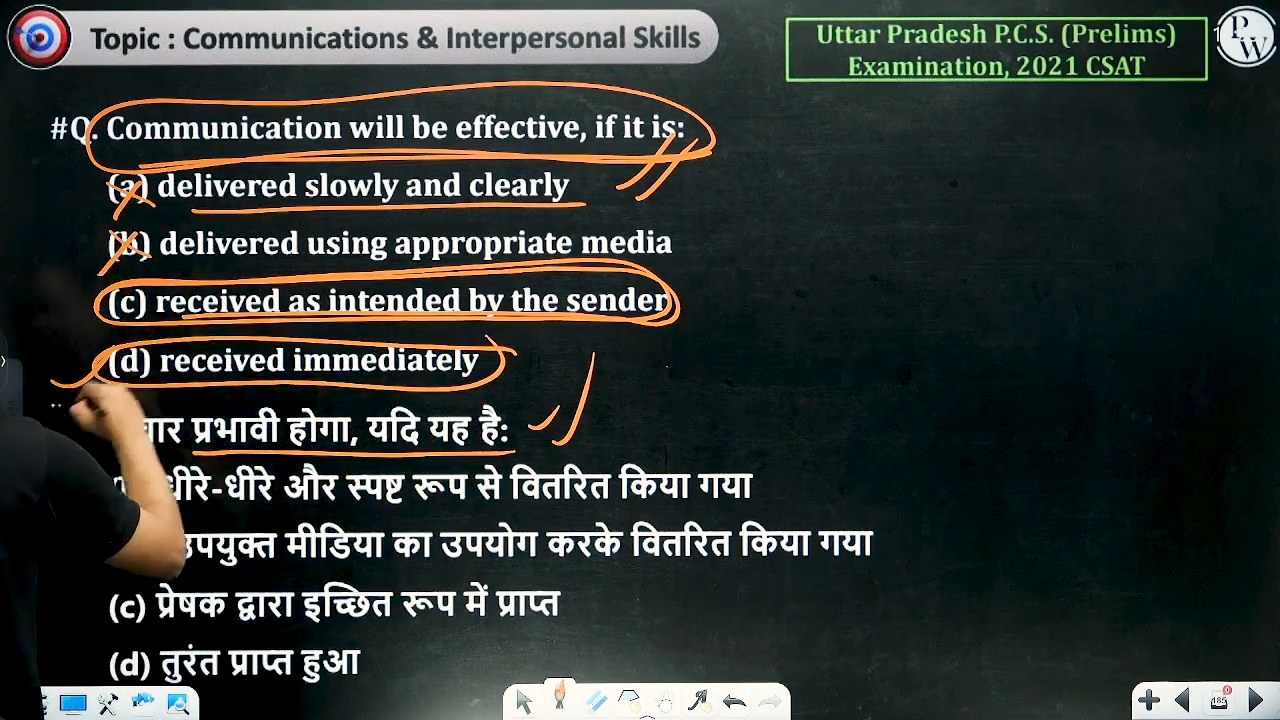 Topic : Communications & Interpersonal Skills
Uttar Pradesh P.C.S. (Prelims)
Examination, 2021 CSAT
P
W
#Q. Communication will be effective, if it is:
(a) delivered slowly and clearly
(b) delivered using appropriate media
(c) received as intended by the sender
(d) received immediately
प्रभावी होगा, यदि यह है:
धीरे-धीरे और स्पष्ट रूप से वितरित किया गया
उपयुक्त मीडिया का उपयोग करके वितरित किया गया
(c) प्रेषक द्वारा इच्छित रूप में प्राप्त
(d) तुरंत प्राप्त हुआ
185